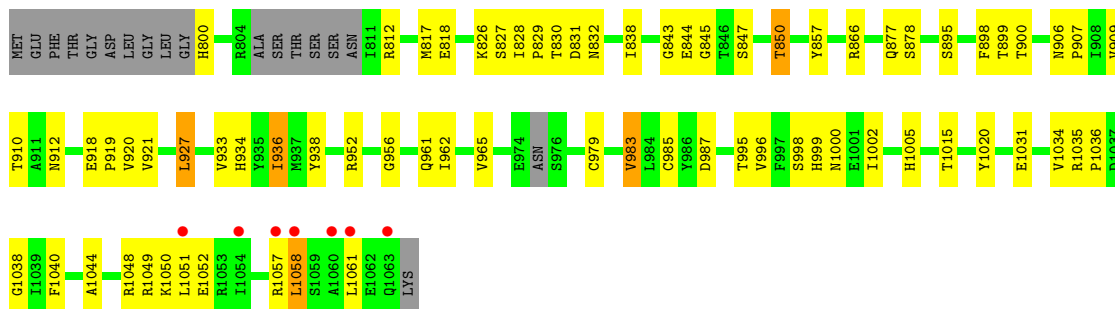 MET GLU PHE THR GLY ASP LEU GLY LEU LEU GLY H800 R804 ALA SER THR SER SER ASN I811 R812 M817 E818 K826 S827 I828 P829 T830 D831 N832 I838 G843 E844 G845 T846 S847 T850 Y857 R866 Q877 S878 S895 F898 T899 T900 N906 P907 I908
T910 A911 N912 E918 P919 V920 V921 L927 V933 H934 Y935 I936 M937 Y938 R952 G956 Q961 I962 V965 E974 ASN S976 C979 V983 L984 C985 Y986 D987 T995 V996 F997 S998 H999 N1000 E1001 I1002 H1005 T1015 Y1020 E1031 V1034 R1035 P1036
G1038 I1039 F1040 A1044 R1048 R1049 K1050 L1051 E1052 R1053 I1054 R1057 L1058 S1059 A1060 L1061 E1062 Q1063 LYS